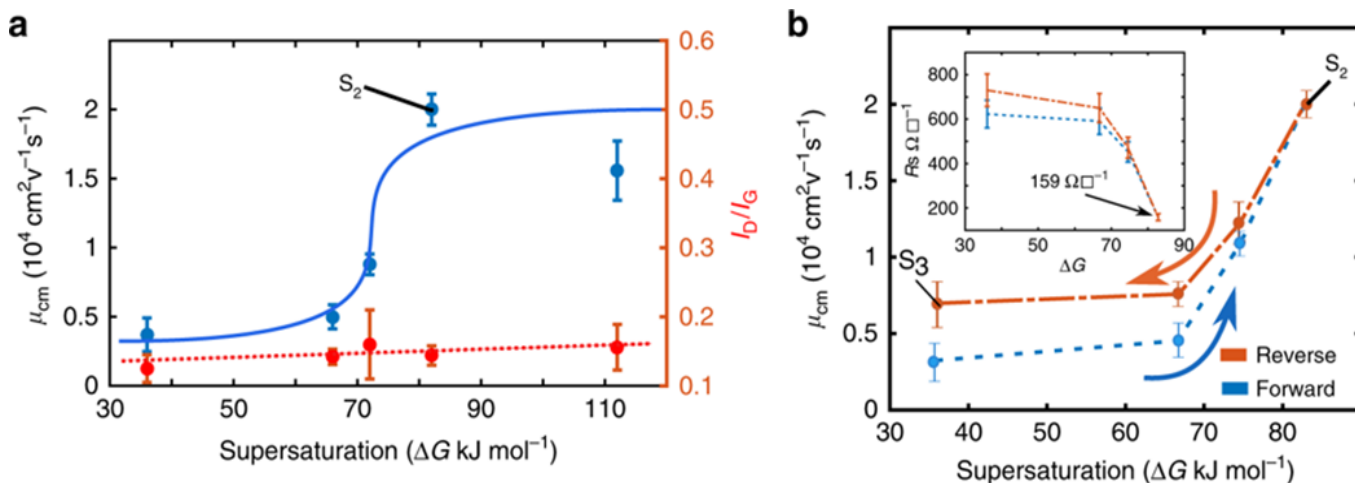 a
μcm (10⁴ cm²v⁻¹s⁻¹)
2
1.5
1
0.5
0
S₂
0.6
0.5
0.4
0.3
0.2
0.1
ID/IG
30 50 70 90 110
Supersaturation (ΔG kJ mol⁻¹)
b
μcm (10⁴ cm²v⁻¹s⁻¹)
2
1.5
1
0.5
0
S₂
S3
Rs Ω □⁻¹
800
600
400
200
159 Ω□⁻¹
30 50 70 90
ΔG
Reverse
Forward
30 40 50 60 70 80
Supersaturation (ΔG kJ mol⁻¹)